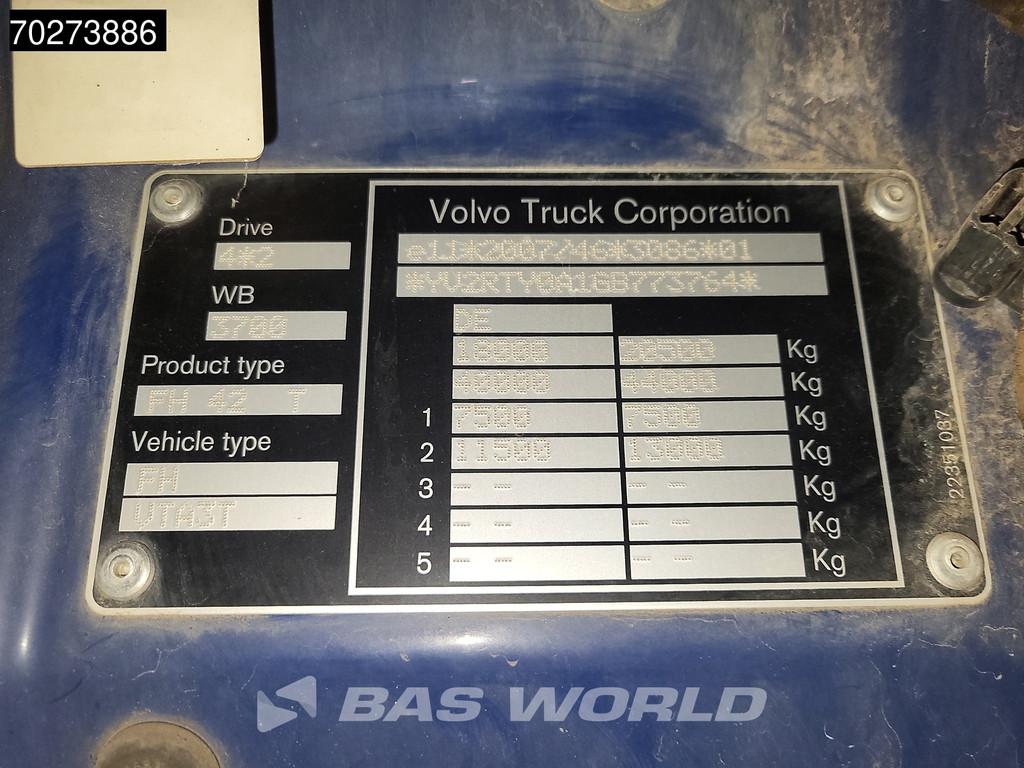 70273886
Volvo Truck Corporation
Drive
4*2
e11*2007/46*3086*01
*YV2RTY0A1GB773764*
WB
3700
DE
18000 20500 Kg
Product type
FH 42 T
40000 44000 Kg
1 7500 7500 Kg
Vehicle type
2 11500 13000 Kg
FH
3 -- -- -- -- Kg
VTA3T
4 -- -- -- -- Kg
5 -- -- -- -- Kg
22351087
BAS WORLD